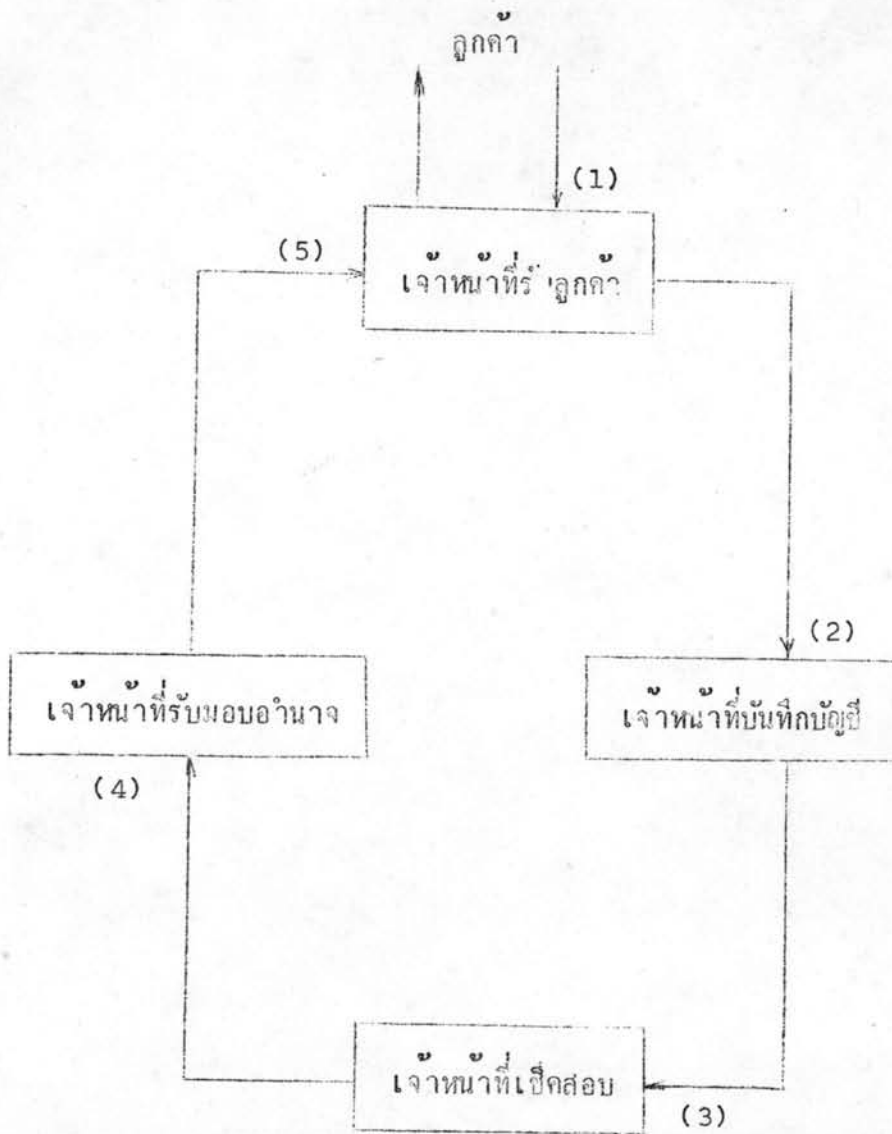 ลูกค้า
(1)
(5)
เจ้าหน้าที่รับลูกค้า
(2)
เจ้าหน้าที่รับมอบอำนาจ
เจ้าหน้าที่บันทึกบัญชี
(4)
เจ้าหน้าที่เช็คสอบ
(3)